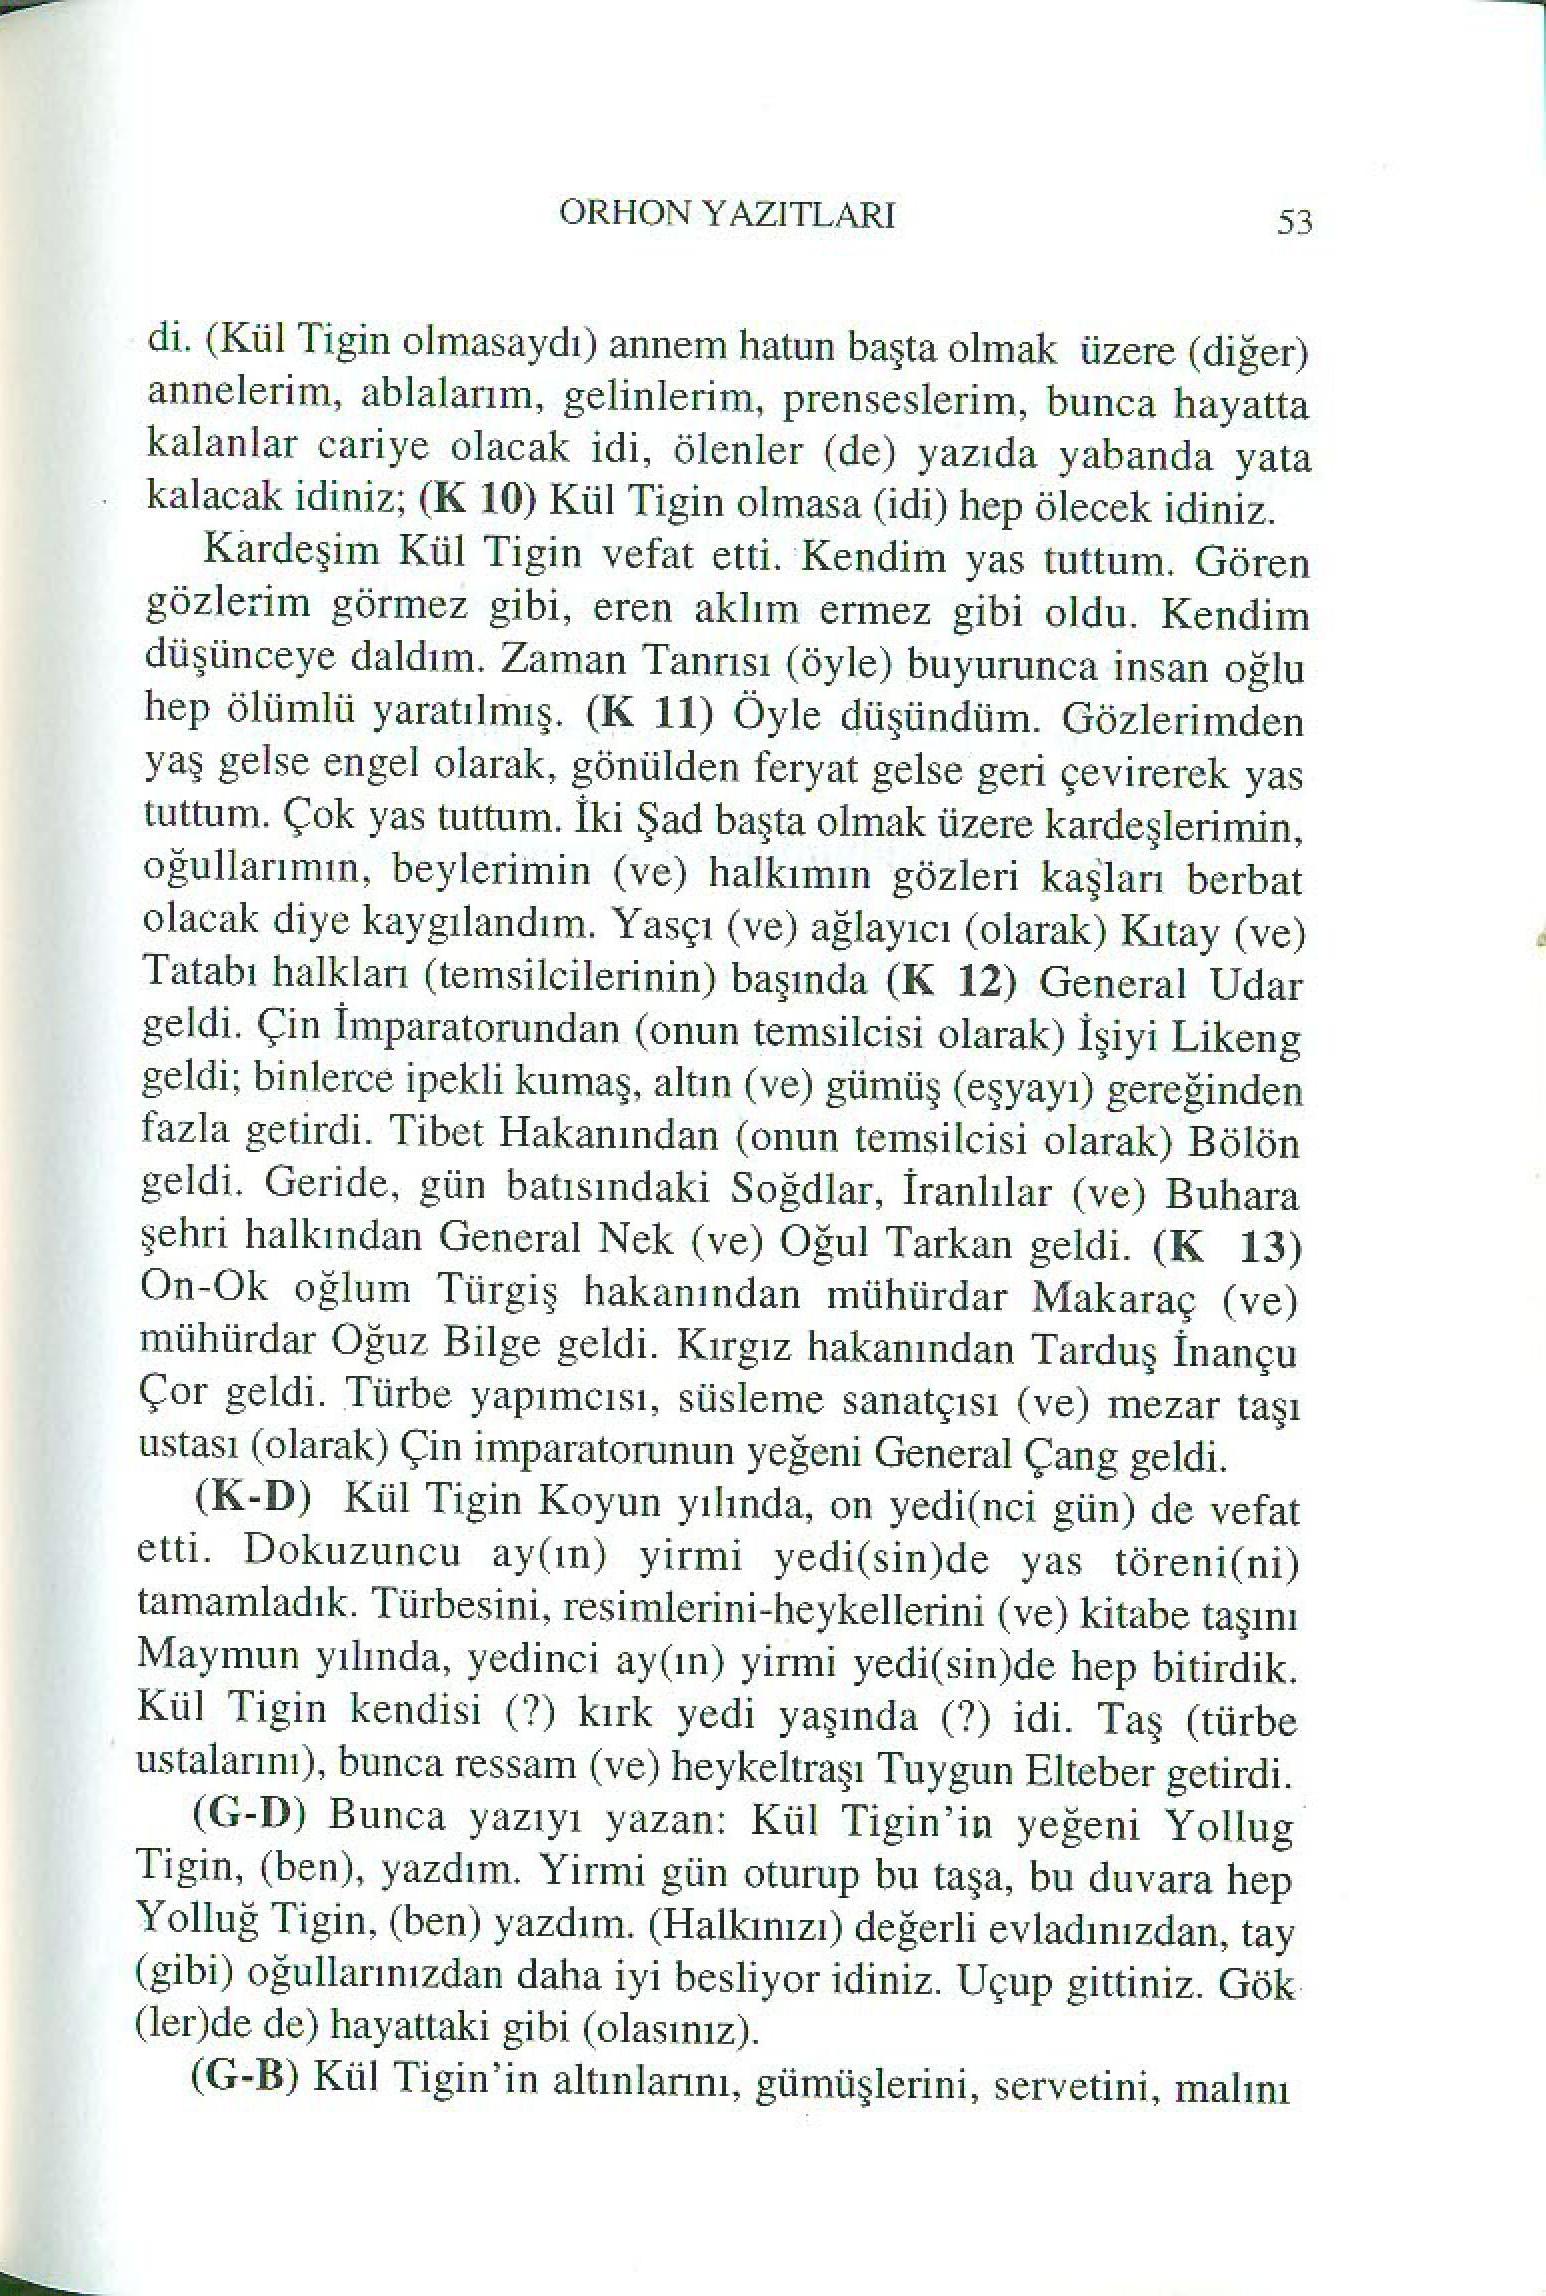 ORHON YAZITLARI
53
di. (Kül Tigin olmasaydı) annem hatun başta olmak üzere (diğer)
annelerim, ablalarım, gelinlerim, prenseslerim, bunca hayatta
kalanlar cariye olacak idi, ölenler (de) yazıda yabanda yata
kalacak idiniz; (K 10) Kül Tigin olmasa (idi) hep ölecek idiniz.
Kardeşim Kül Tigin vefat etti. Kendim yas tuttum. Gören
gözlerim görmez gibi, eren aklım ermez gibi oldu. Kendim
düşünceye daldım. Zaman Tanrısı (öyle) buyurunca insan oğlu
hep ölümlü yaratılmış. (K 11) Öyle düşündüm. Gözlerimden
yaş gelse engel olarak, gönülden feryat gelse geri çevirerek yas
tuttum. Çok yas tuttum. İki Şad başta olmak üzere kardeşlerimin,
oğullarımın, beylerimin (ve) halkımın gözleri kaşları berbat
olacak diye kaygılandım. Yasçı (ve) ağlayıcı (olarak) Kıtay (ve)
Tatabı halkları (temsilcilerinin) başında (K 12) General Udar
geldi. Çin İmparatorundan (onun temsilcisi olarak) İşiyi Likeng
geldi; binlerce ipekli kumaş, altın (ve) gümüş (eşyayı) gereğinden
fazla getirdi. Tibet Hakanından (onun temsilcisi olarak) Bölön
geldi. Geride, gün batısındaki Soğdlar, İranlılar (ve) Buhara
şehri halkından General Nek (ve) Oğul Tarkan geldi. (K 13)
On-Ok oğlum Türgiş hakanından mühürdar Makaraç (ve)
mühürdar Oğuz Bilge geldi. Kırgız hakanından Tarduş İnançu
Çor geldi. Türbe yapımcısı, süsleme sanatçısı (ve) mezar taşı
ustası (olarak) Çin imparatorunun yeğeni General Çang geldi.
(K-D) Kül Tigin Koyun yılında, on yedi(nci gün) de vefat
etti. Dokuzuncu ay(ın) yirmi yedi(sin)de yas töreni(ni)
tamamladık. Türbesini, resimlerini-heykellerini (ve) kitabe taşını
Maymun yılında, yedinci ay(ın) yirmi yedi(sin)de hep bitirdik.
Kül Tigin kendisi (?) kırk yedi yaşında (?) idi. Taş (türbe
ustalarını), bunca ressam (ve) heykeltraşı Tuygun Elteber getirdi.
(G-D) Bunca yazıyı yazan: Kül Tigin'in yeğeni Yollug
Tigin, (ben), yazdım. Yirmi gün oturup bu taşa, bu duvara hep
Yolluğ Tigin, (ben) yazdım. (Halkınızı) değerli evladınızdan, tay
(gibi) oğullarınızdan daha iyi besliyor idiniz. Uçup gittiniz. Gök
(ler)de de) hayattaki gibi (olasınız).
(G-B) Kül Tigin'in altınlarını, gümüşlerini, servetini, malını